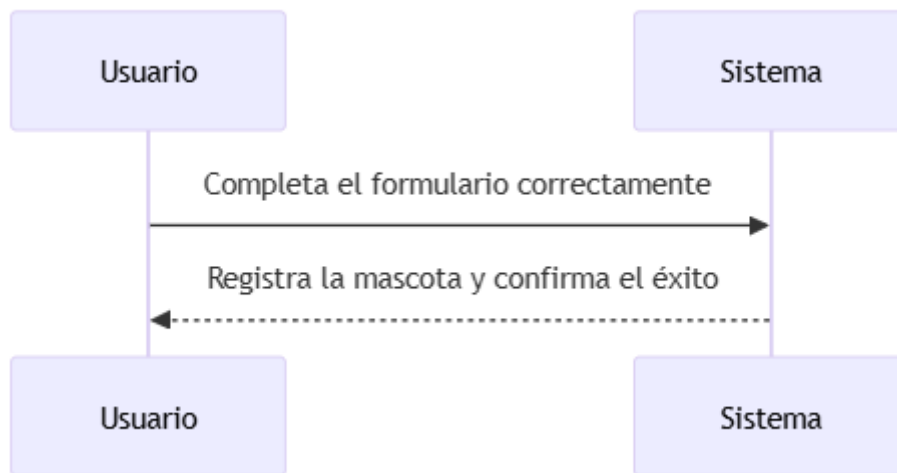 Usuario
Sistema
Completa el formulario correctamente
Registra la mascota y confirma el éxito
Usuario
Sistema